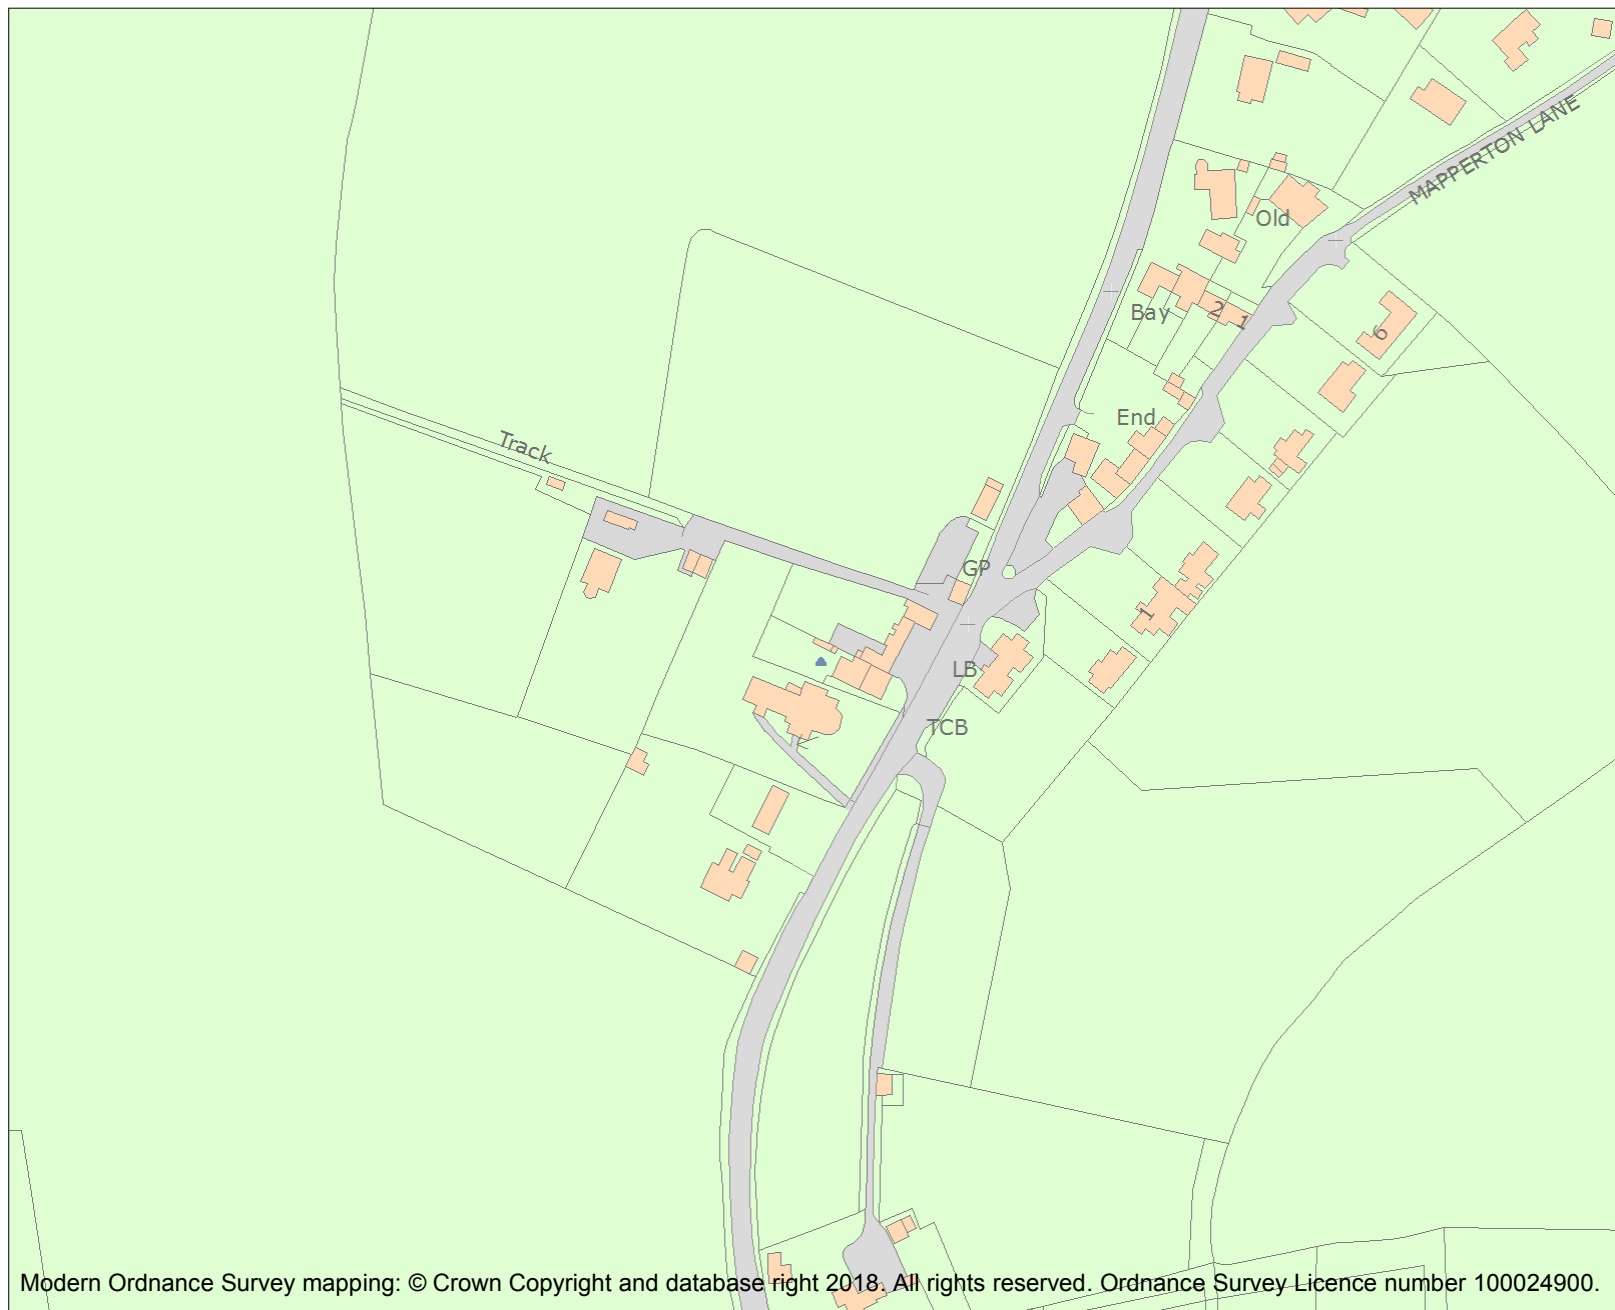 MAPPERTON LANE
Old
Bay
2
1
6
End
Track
GP
1
LB
TCB
Modern Ordnance Survey mapping: © Crown Copyright and database right 2018. All rights reserved. Ordnance Survey Licence number 100024900.